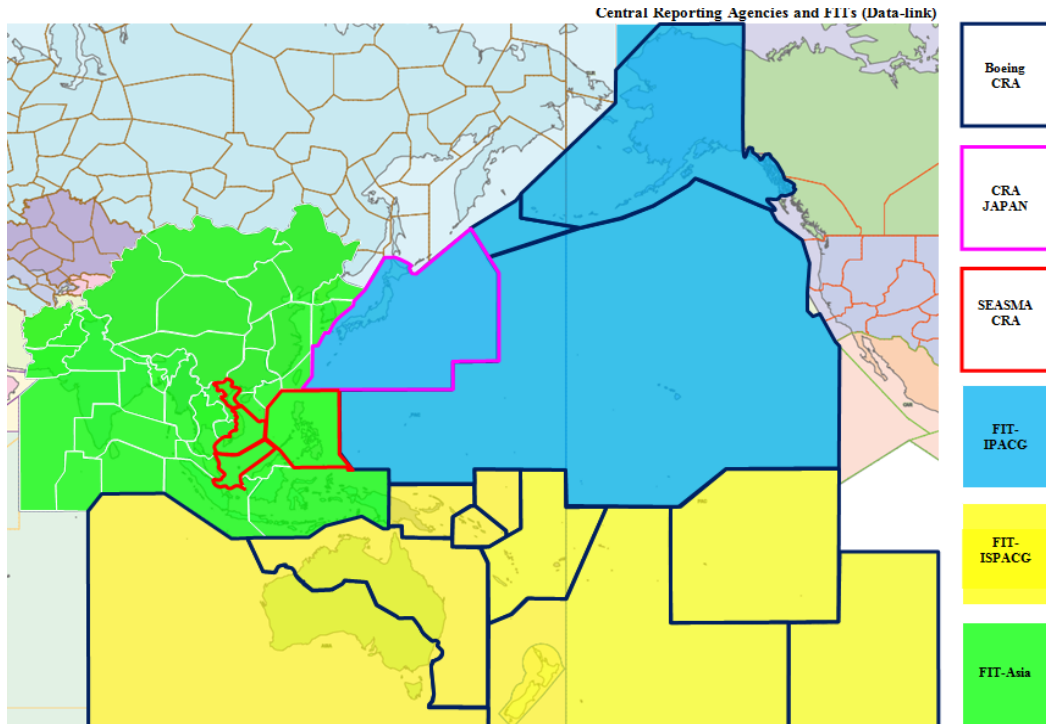 Central Reporting Agencies and FITs (Data-link)
Boeing
CRA
CRA
JAPAN
SEASMA
CRA
FIT-
IPACG
FIT-
ISPACG
FIT-Asia